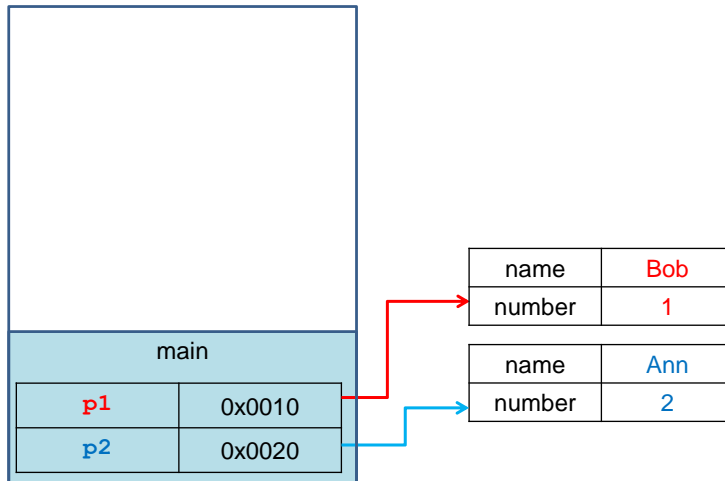 name Bob
number 1
main
name Ann
p1 0x0010
number 2
p2 0x0020